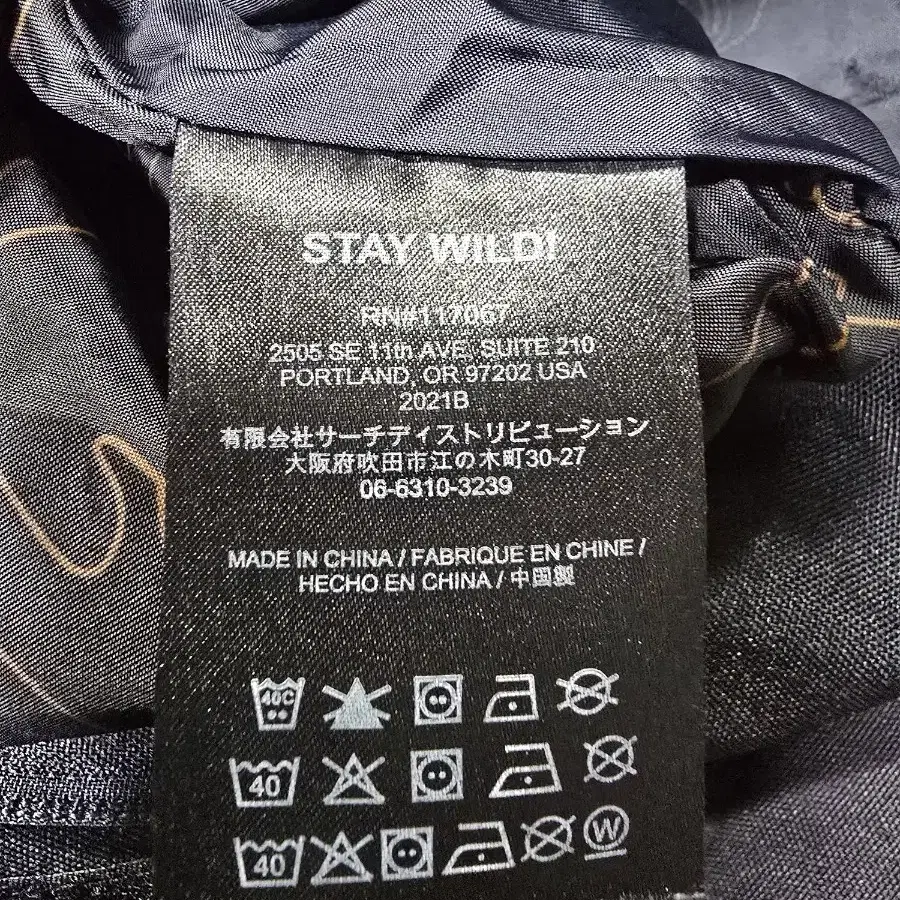 STAY WILD!
RN#117067
2505 SE 11th AVE. SUITE 210
PORTLAND, OR 97202 USA
2021B
有限会社サーチディストリビューション
大阪府吹田市江の木町30-27
06-6310-3239
MADE IN CHINA / FABRIQUE EN CHINE /
HECHO EN CHINA / 中国製
40C
40
40 W